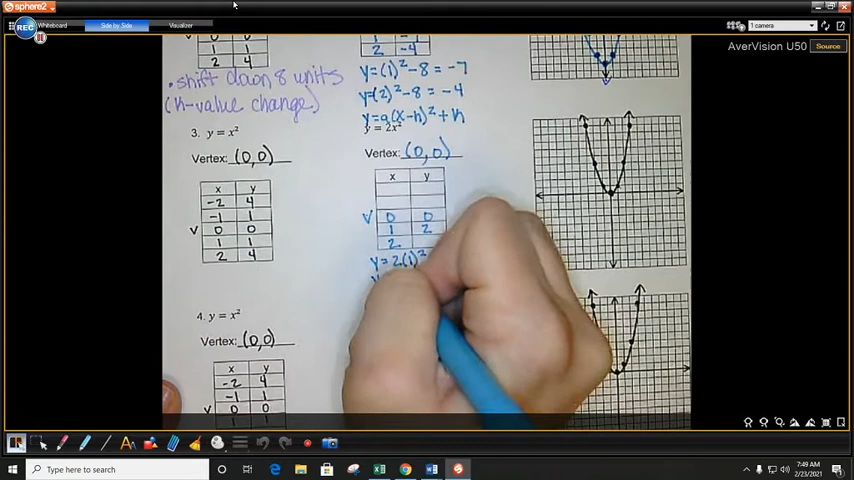 sphere2
REC
Whiteboard
Side by Side
Visualizer
1 camera
AverVision U50
Source
0 0
1 1
2 4
• shift down 8 units
(k-value change)
1 -7
2 -4
y=(1)²-8 = -7
y=(2)²-8 = -4
y=a(x-h)²+k
3. y = x²
Vertex: (0,0)
x y
-2 4
-1 1
V 0 0
1 1
2 4
y = 2x²
Vertex: (0,0)
x y
V 0 0
1 2
2
y = 2(1)²
4. y = x²
Vertex: (0,0)
x y
-2 4
-1 1
V 0 0
1 1
Type here to search
7:49 AM
2/23/2021